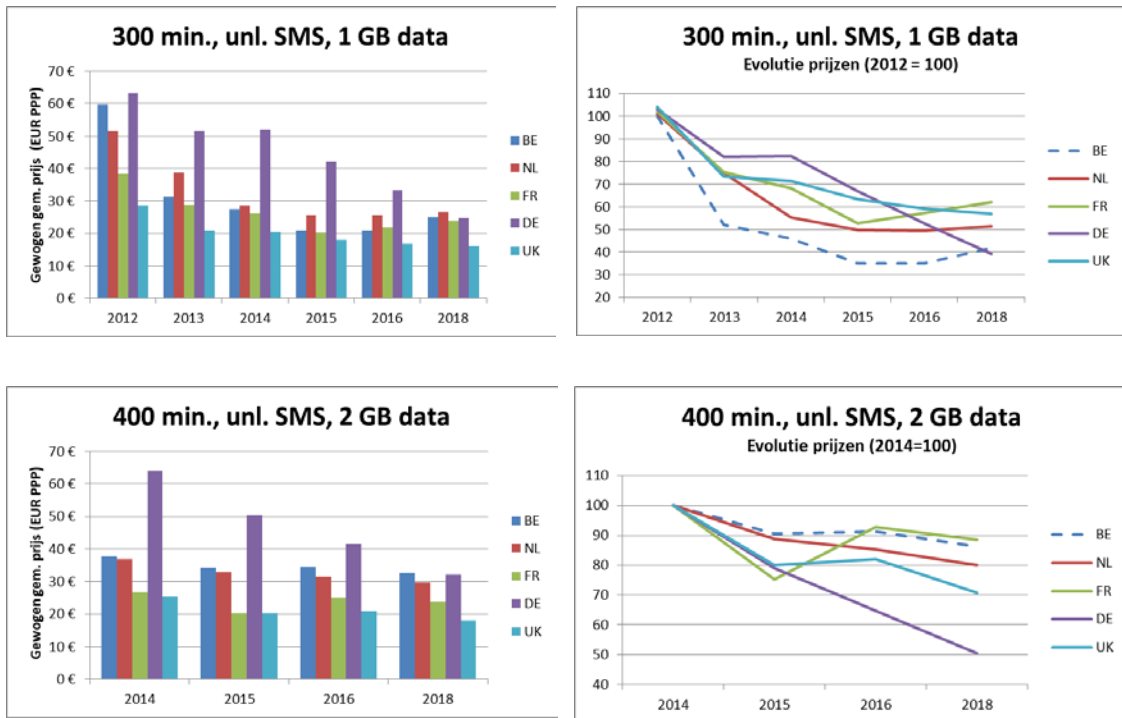 300 min., unl. SMS, 1 GB data
Gewogen gem. prijs (EUR PPP)
70 €
60 €
50 €
40 €
30 €
20 €
10 €
0 €
2012 2013 2014 2015 2016 2018
BE
NL
FR
DE
UK
300 min., unl. SMS, 1 GB data
Evolutie prijzen (2012 = 100)
110
100
90
80
70
60
50
40
30
20
2012 2013 2014 2015 2016 2018
BE
NL
FR
DE
UK
400 min., unl. SMS, 2 GB data
Gewogen gem. prijs (EUR PPP)
70 €
60 €
50 €
40 €
30 €
20 €
10 €
0 €
2014 2015 2016 2018
BE
NL
FR
DE
UK
400 min., unl. SMS, 2 GB data
Evolutie prijzen (2014=100)
110
100
90
80
70
60
50
40
2014 2015 2016 2018
BE
NL
FR
DE
UK